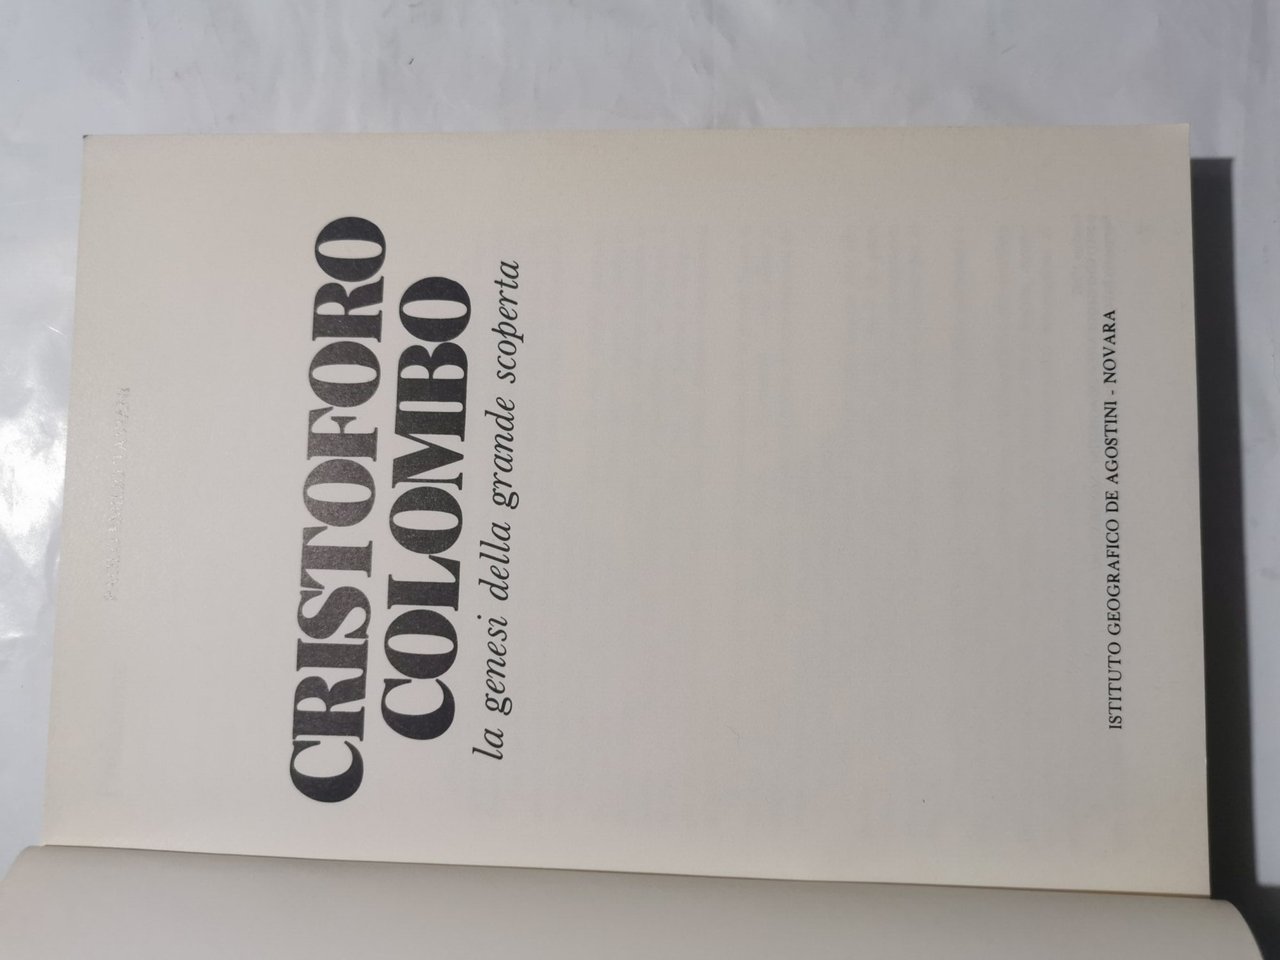 CRISTOFORO
COLOMBO
la genesi della grande scoperta
ISTITUTO GEOGRAFICO DE AGOSTINI - NOVARA